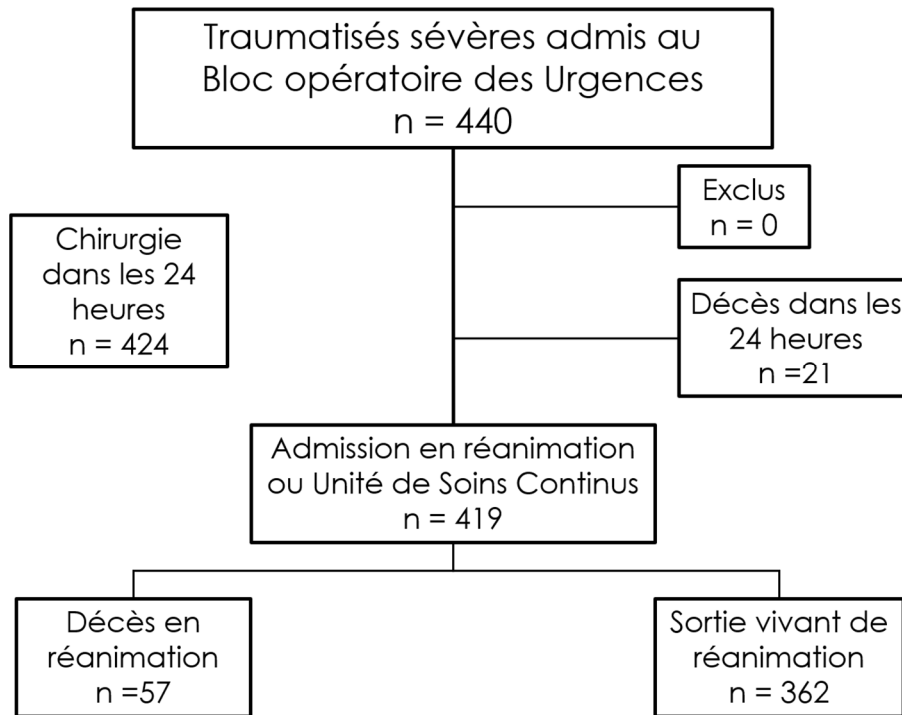 Traumatisés sévères admis au
Bloc opératoire des Urgences
n = 440
Exclus
n = 0
Chirurgie
dans les 24
heures
n = 424
Décès dans les
24 heures
n =21
Admission en réanimation
ou Unité de Soins Continus
n = 419
Décès en
réanimation
n =57
Sortie vivant de
réanimation
n = 362